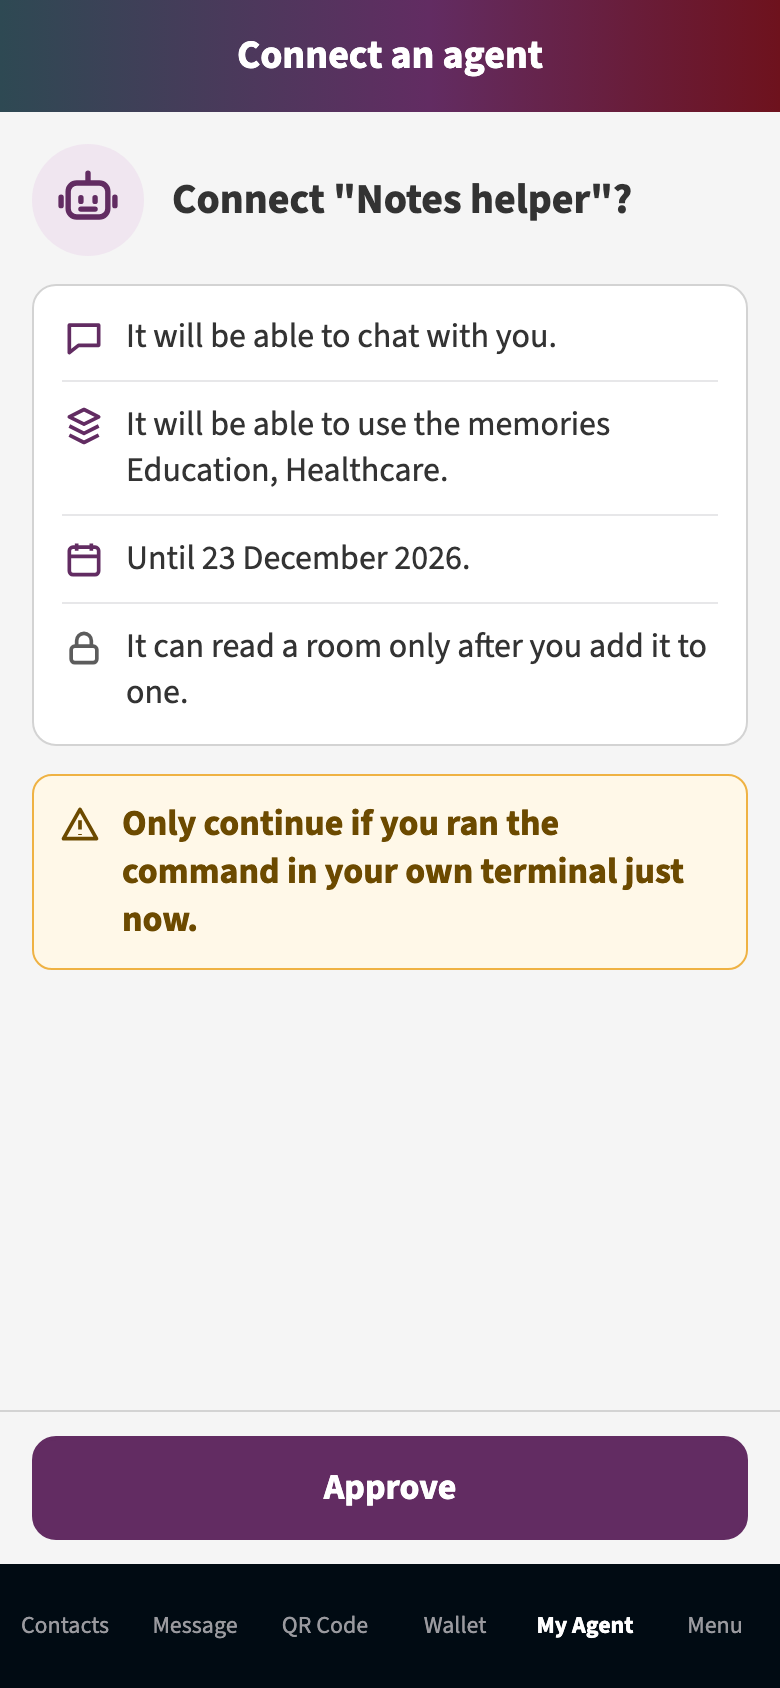 Connect an agent
Connect "Notes helper"?
It will be able to chat with you.
It will be able to use the memories
Education, Healthcare.
Until 23 December 2026.
It can read a room only after you add it to
one.
Only continue if you ran the
command in your own terminal just
now.
Approve
Contacts
Message
QR Code
Wallet
My Agent
Menu